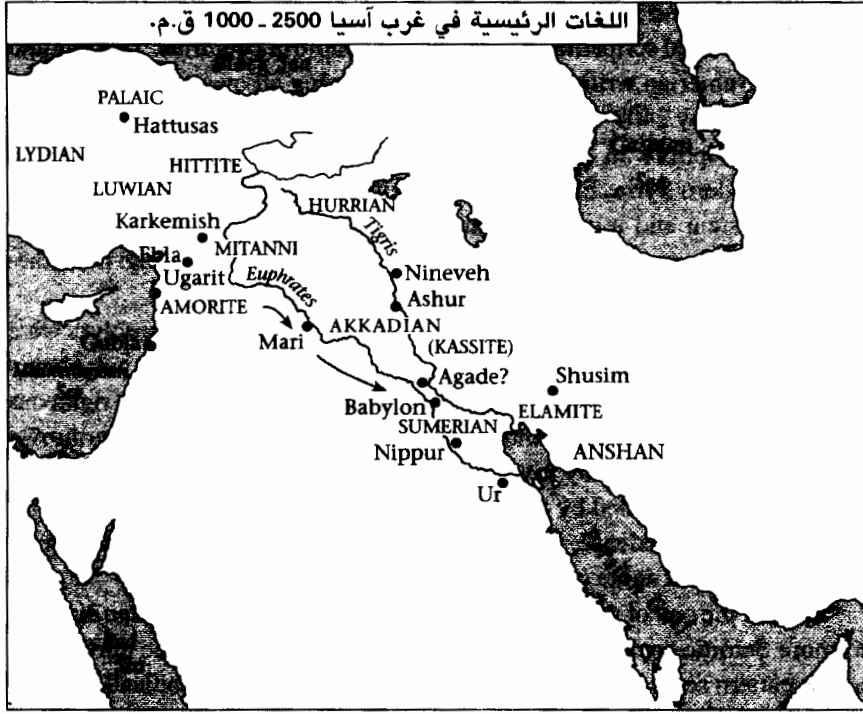 اللغات الرئيسية في غرب آسيا 2500 ـ 1000 ق.م.
PALAIC
Hattusas
LYDIAN
HITTITE
LUWIAN
HURRIAN
Karkemish
Tigris
MITANNI
Ebla
Ugarit
Euphrates
Nineveh
AMORITE
Ashur
Mari
AKKADIAN
(KASSITE)
Agade?
Shusim
Babylon
ELAMITE
SUMERIAN
Nippur
ANSHAN
Ur